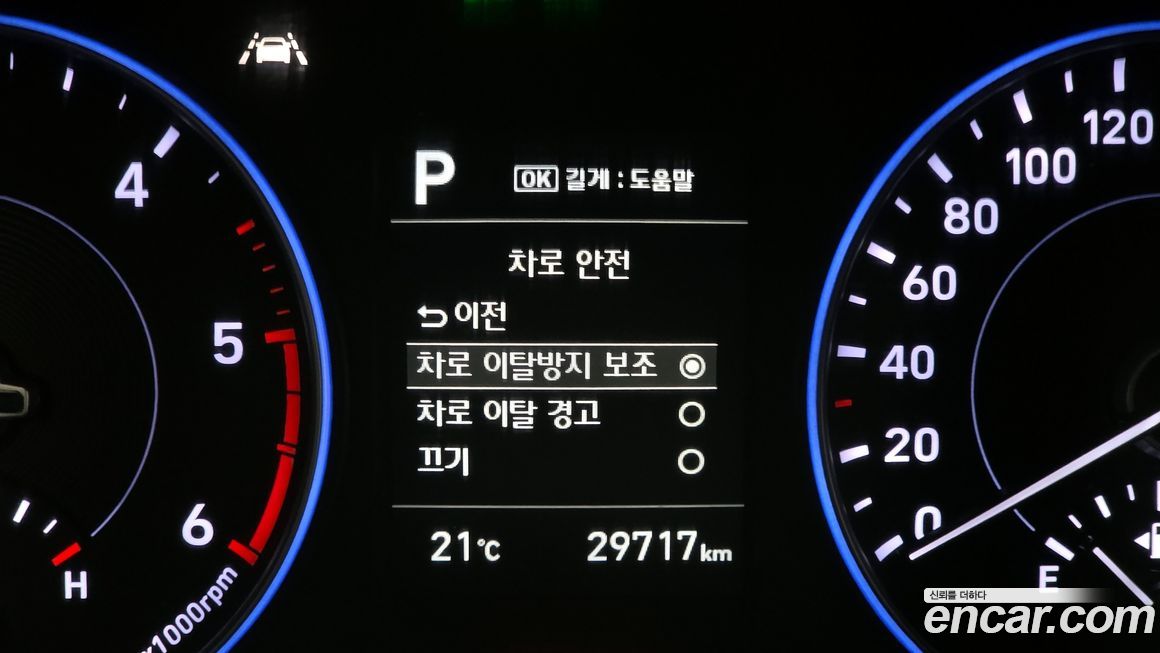 P
OK 길게 : 도움말
차로 안전
이전
차로 이탈방지 보조
차로 이탈 경고
끄기
21°C 29717km
4
5
6
x1000rpm
H
120
100
80
60
40
20
0
E
신뢰를 더하다
encar.com